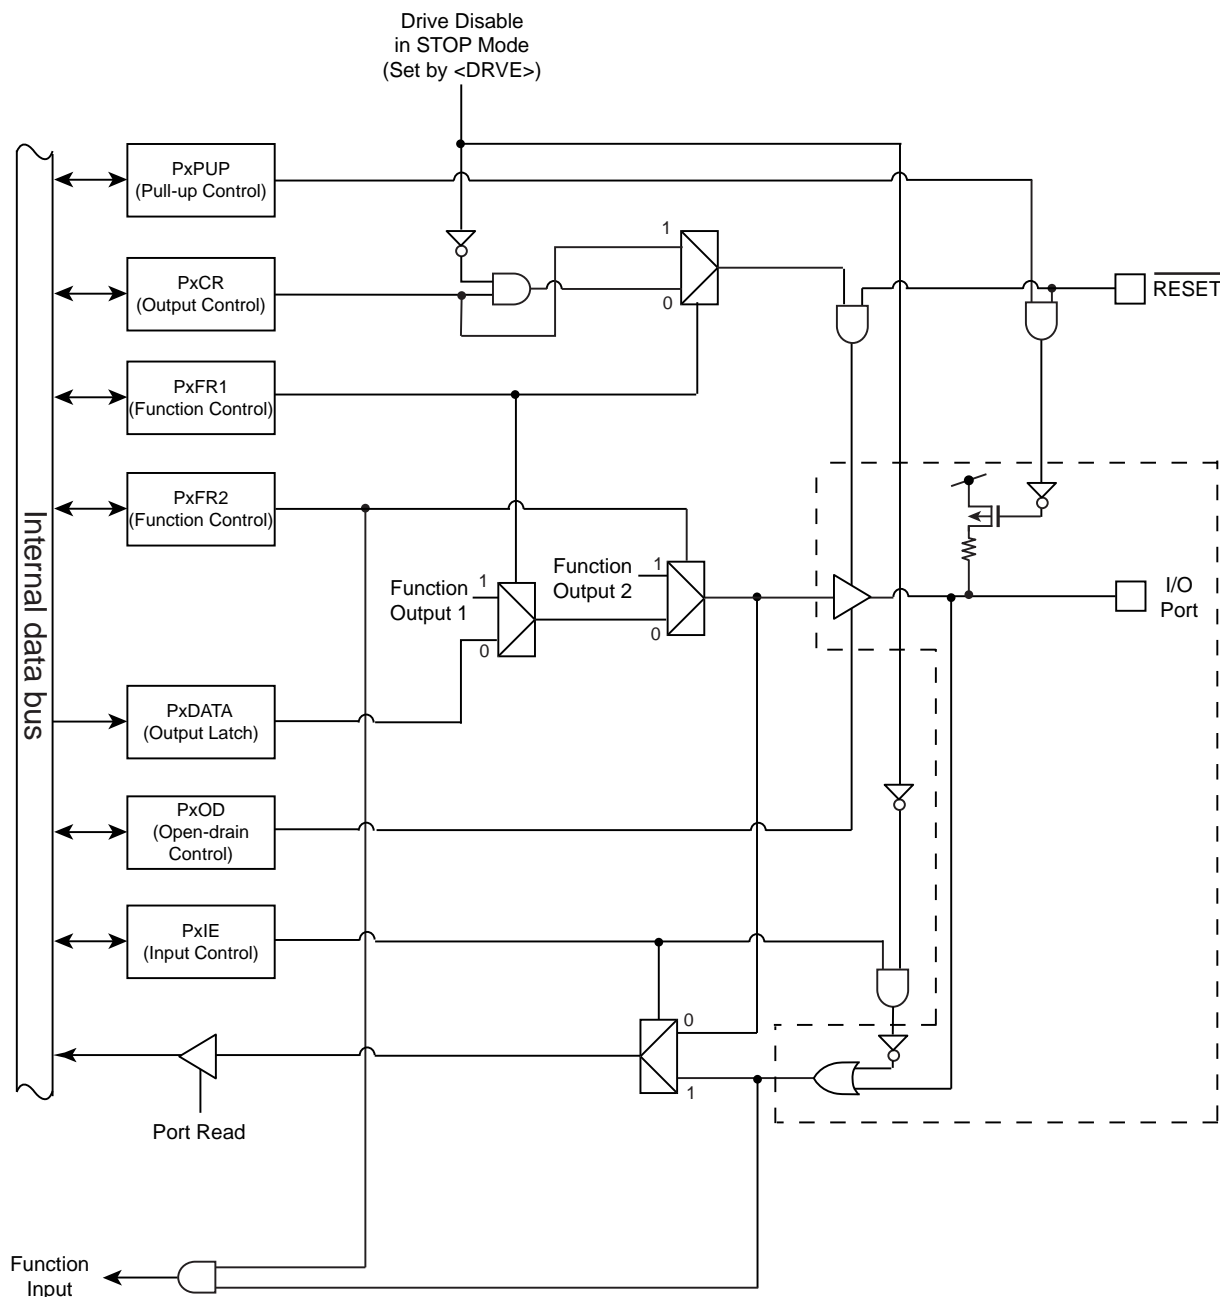 Drive Disable
in STOP Mode
(Set by <DRVE>)
PxPUP
(Pull-up Control)
1
PxCR
(Output Control)
0
RESET
PxFR1
(Function Control)
PxFR2
(Function Control)
Internal data bus
Function
Output 1
1
0
Function
Output 2
1
0
I/O
Port
PxDATA
(Output Latch)
PxOD
(Open-drain
Control)
PxIE
(Input Control)
0
1
Port Read
Function
Input